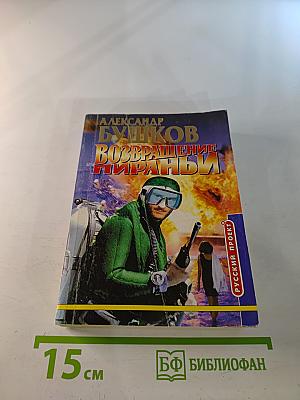 АЛЕКСАНДР
БУШКОВ
ВОЗВРАЩЕНИЕ
ПИРАНЬИ
РУССКИЙ ПРОЕКТ
15 см
БФ БИБЛИОФАН